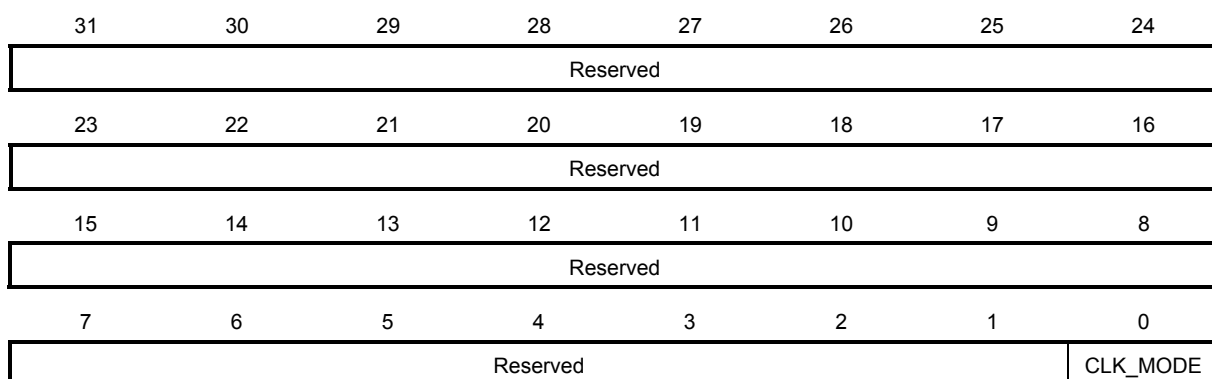 31 30 29 28 27 26 25 24
Reserved
23 22 21 20 19 18 17 16
Reserved
15 14 13 12 11 10 9 8
Reserved
7 6 5 4 3 2 1 0
Reserved CLK_MODE